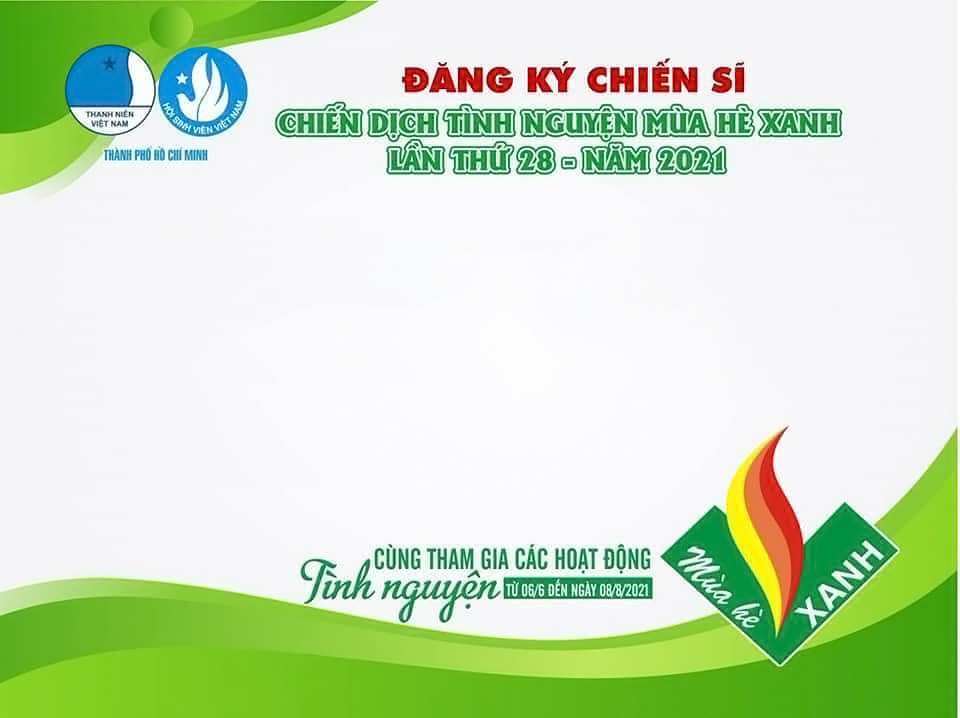 THANH NIÊN
VIỆT NAM
HỘI SINH VIÊN VIỆT NAM
THÀNH PHỐ HỒ CHÍ MINH
ĐĂNG KÝ CHIẾN SĨ
CHIẾN DỊCH TÌNH NGUYỆN MÙA HÈ XANH
LẦN THỨ 28 - NĂM 2021
CÙNG THAM GIA CÁC HOẠT ĐỘNG
Tình nguyện
TỪ 06/6 ĐẾN NGÀY 08/8/2021
Mùa hè
XANH